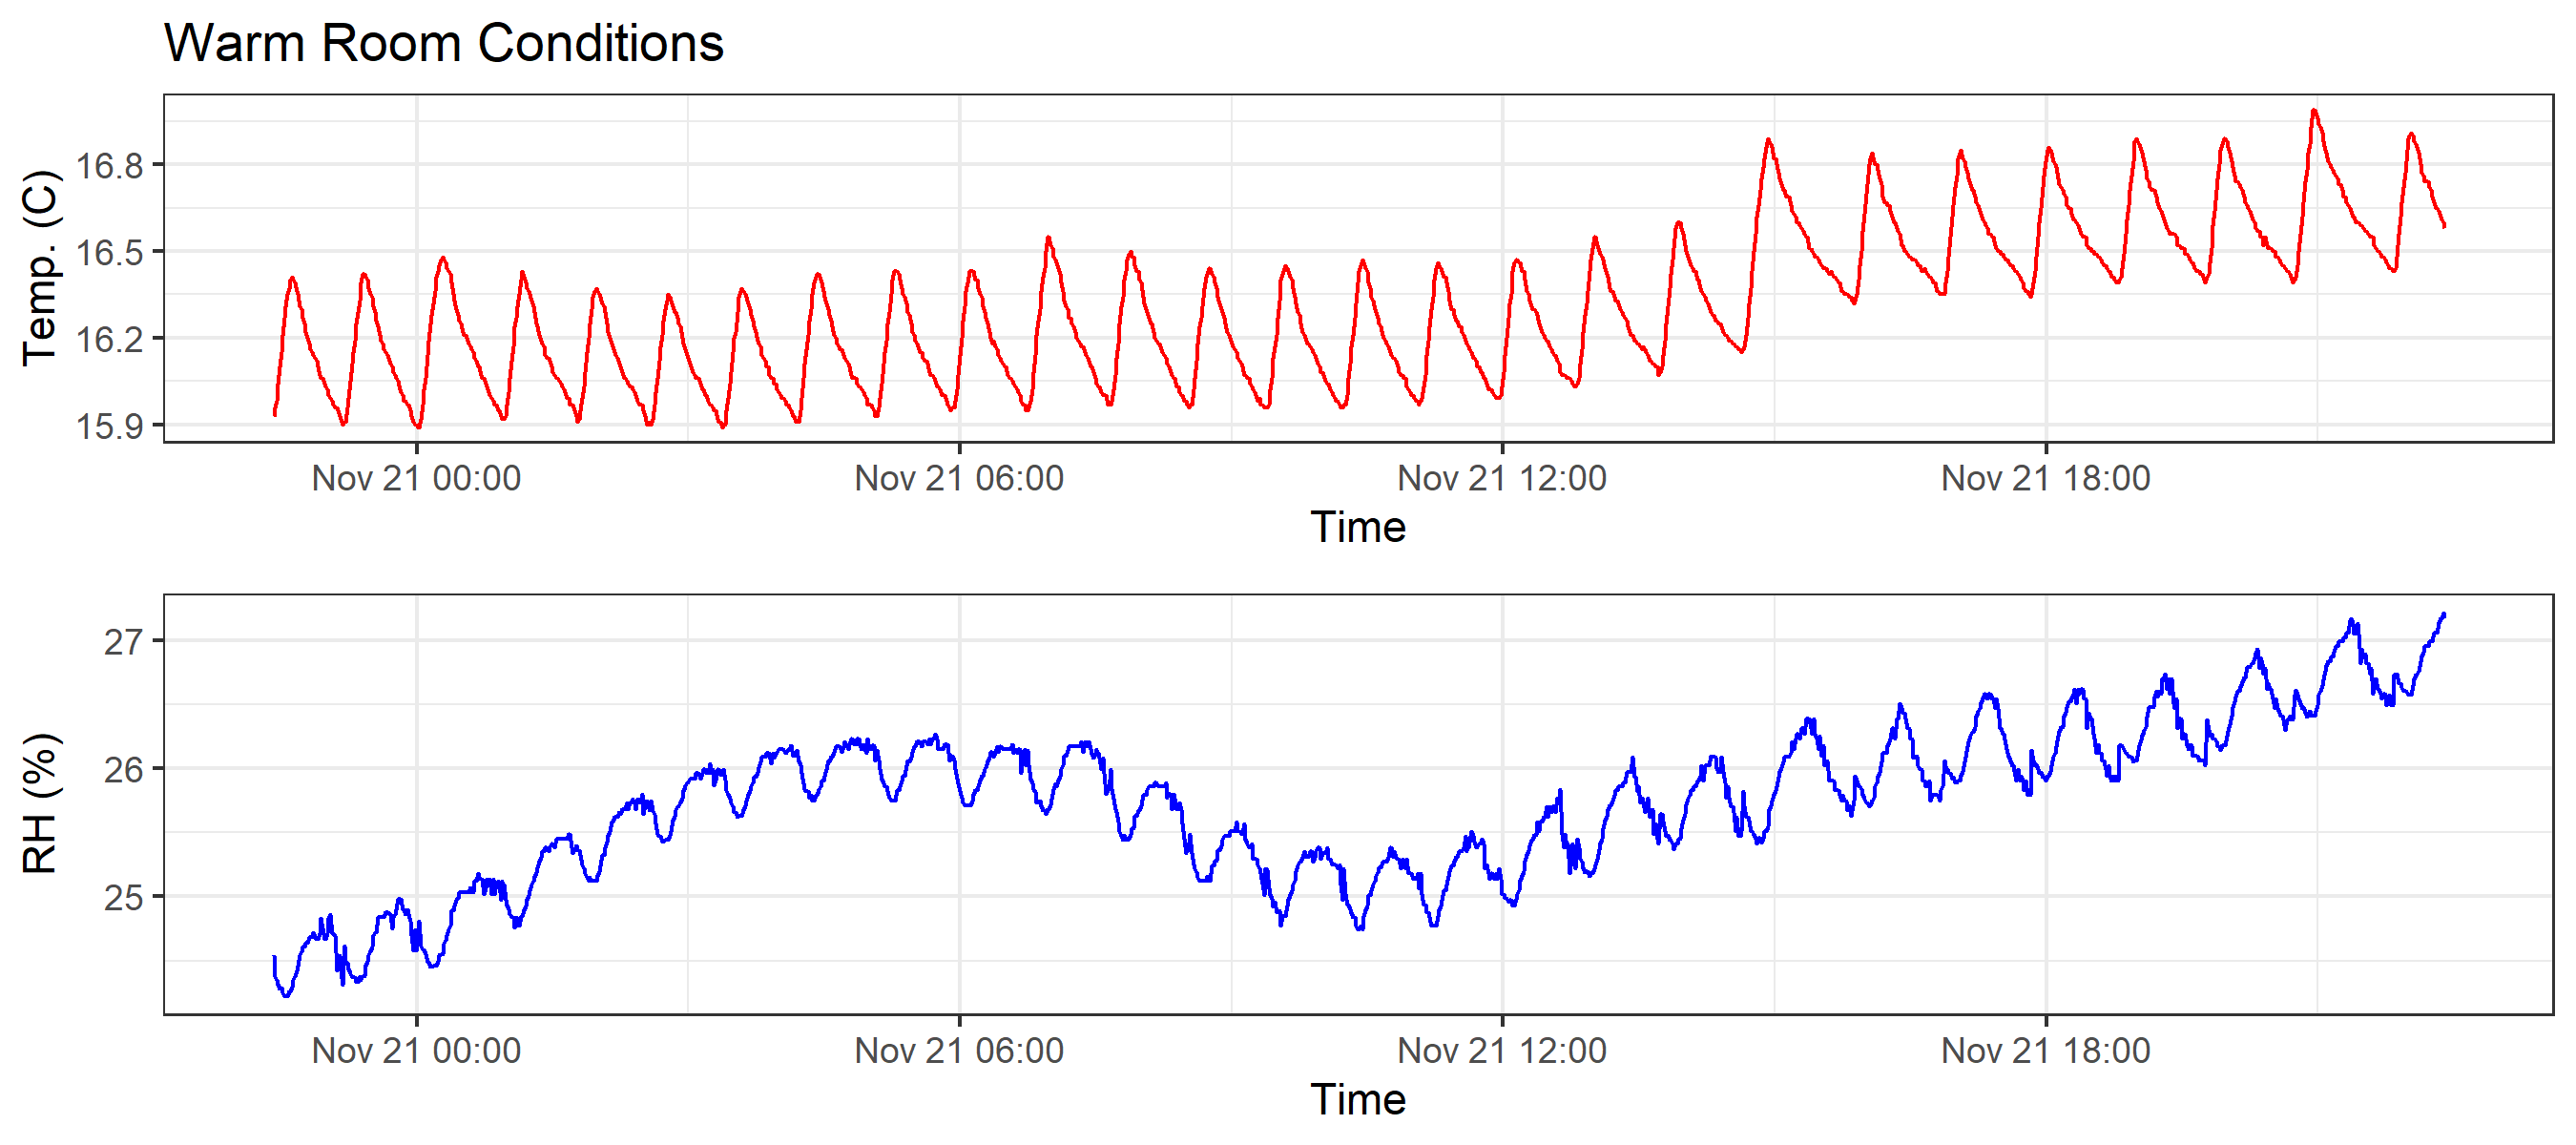 Warm Room Conditions
Temp. (C)
16.8
16.5
16.2
15.9
Nov 21 00:00 Nov 21 06:00 Nov 21 12:00 Nov 21 18:00
Time
RH (%)
27
26
25
Nov 21 00:00 Nov 21 06:00 Nov 21 12:00 Nov 21 18:00
Time